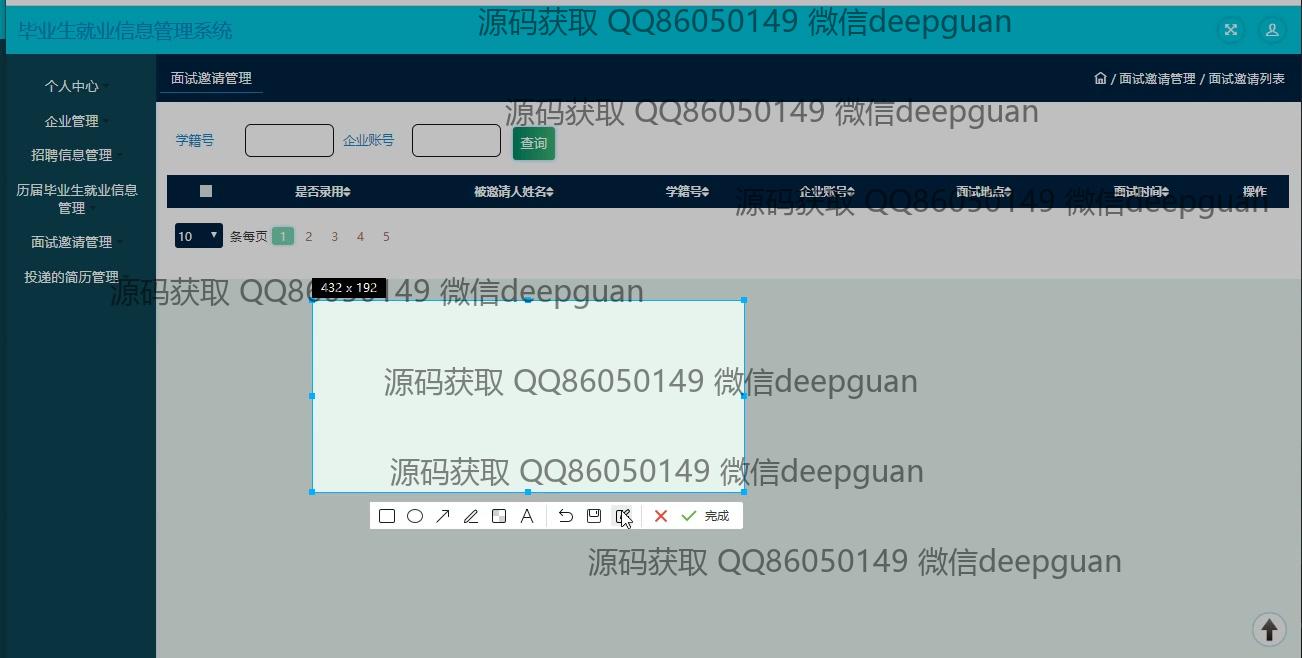 毕业生就业信息管理系统
源码获取 QQ86050149 微信deepguan
个人中心
企业管理
招聘信息管理
历届毕业生就业信息
管理
面试邀请管理
投递的简历管理
面试邀请管理
/ 面试邀请管理 / 面试邀请列表
源码获取 QQ86050149 微信deepguan
学籍号
企业账号
查询
是否录用 被邀请人姓名 学籍号 企业账号 面试地点 面试时间 操作
源码获取 QQ86050149 微信deepguan
10 条每页 1 2 3 4 5
432 x 192
源码获取 QQ86050149 微信deepguan
源码获取 QQ86050149 微信deepguan
源码获取 QQ86050149 微信deepguan
A 完成
源码获取 QQ86050149 微信deepguan